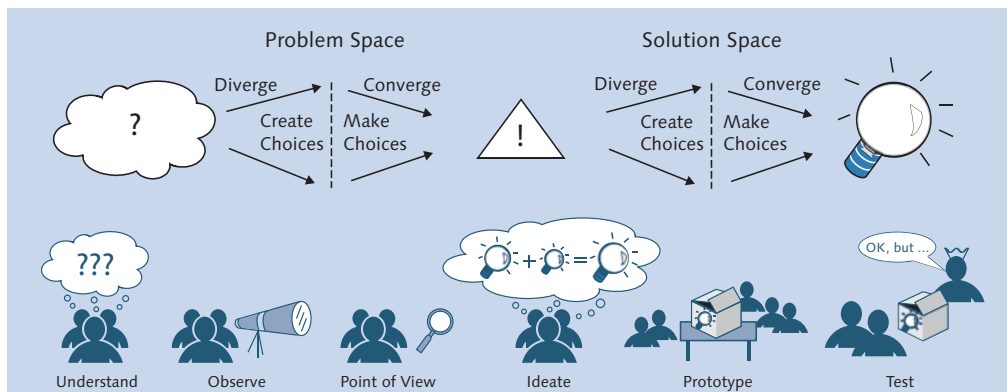 Problem Space
Solution Space
Diverge
Converge
Diverge
Converge
?
Create
Choices
Make
Choices
!
Create
Choices
Make
Choices
???
+
=
OK, but ...
Understand
Observe
Point of View
Ideate
Prototype
Test